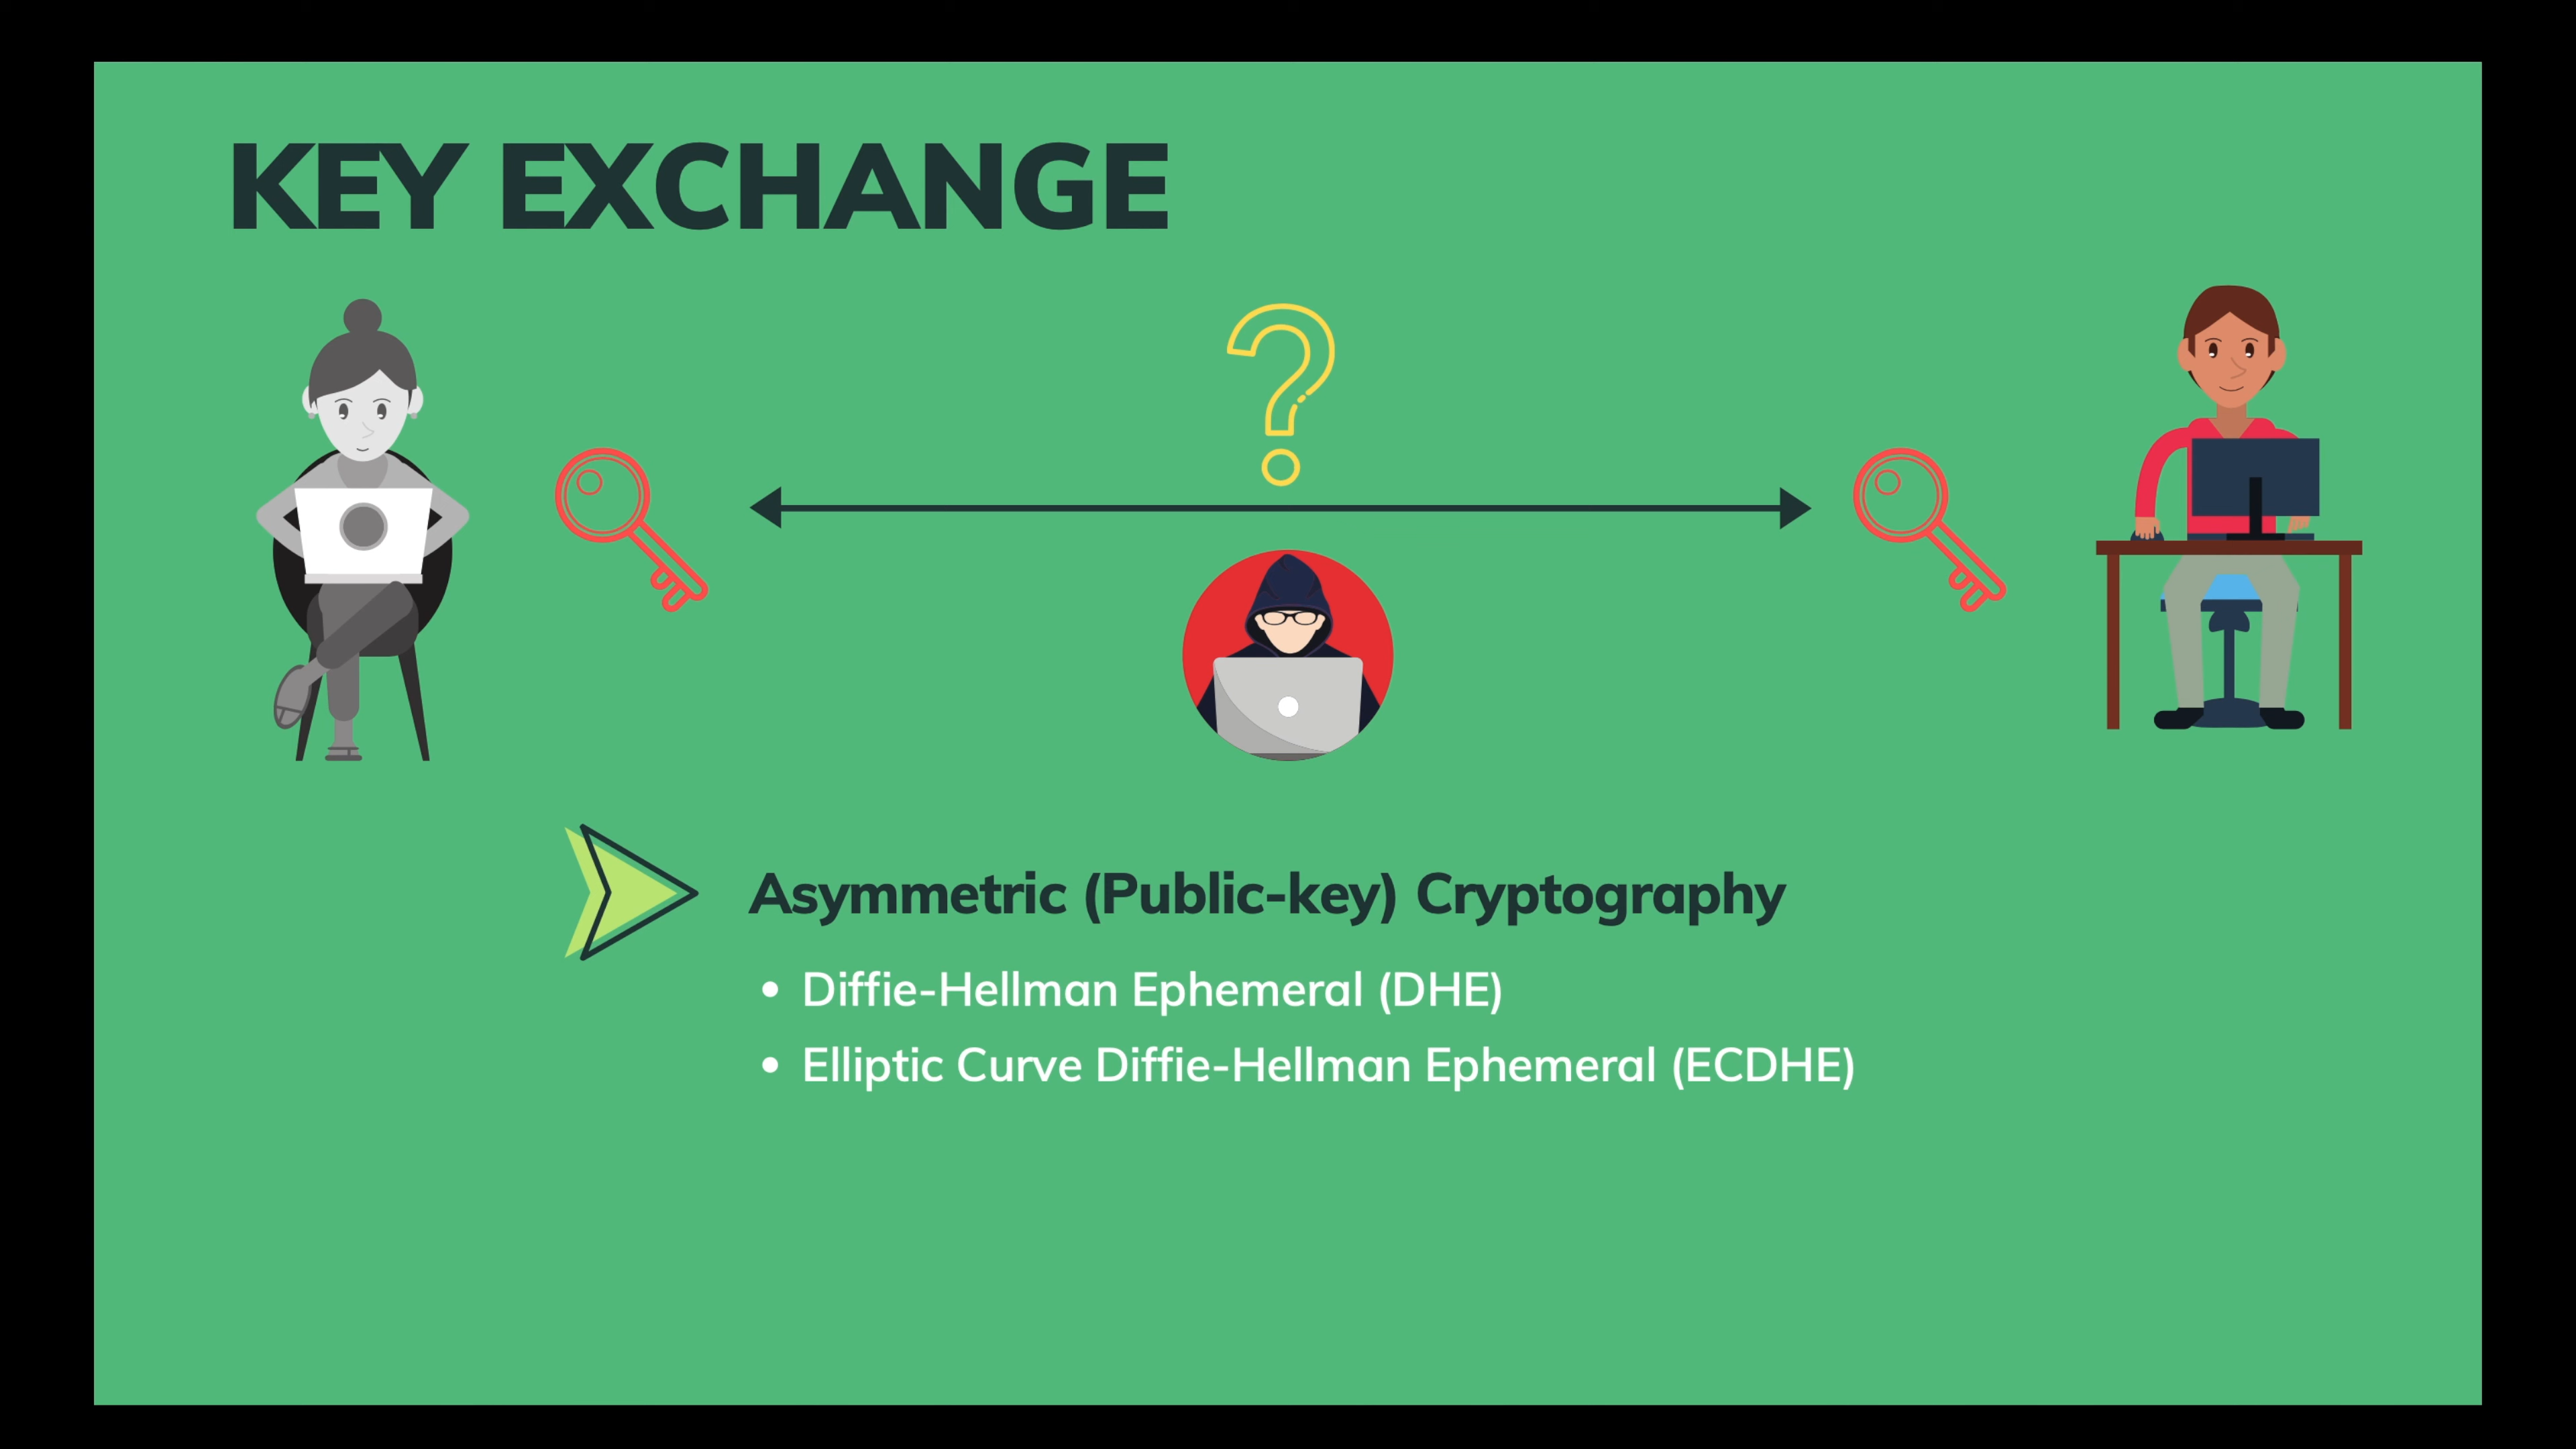 KEY EXCHANGE
Asymmetric (Public-key) Cryptography
• Diffie-Hellman Ephemeral (DHE)
• Elliptic Curve Diffie-Hellman Ephemeral (ECDHE)